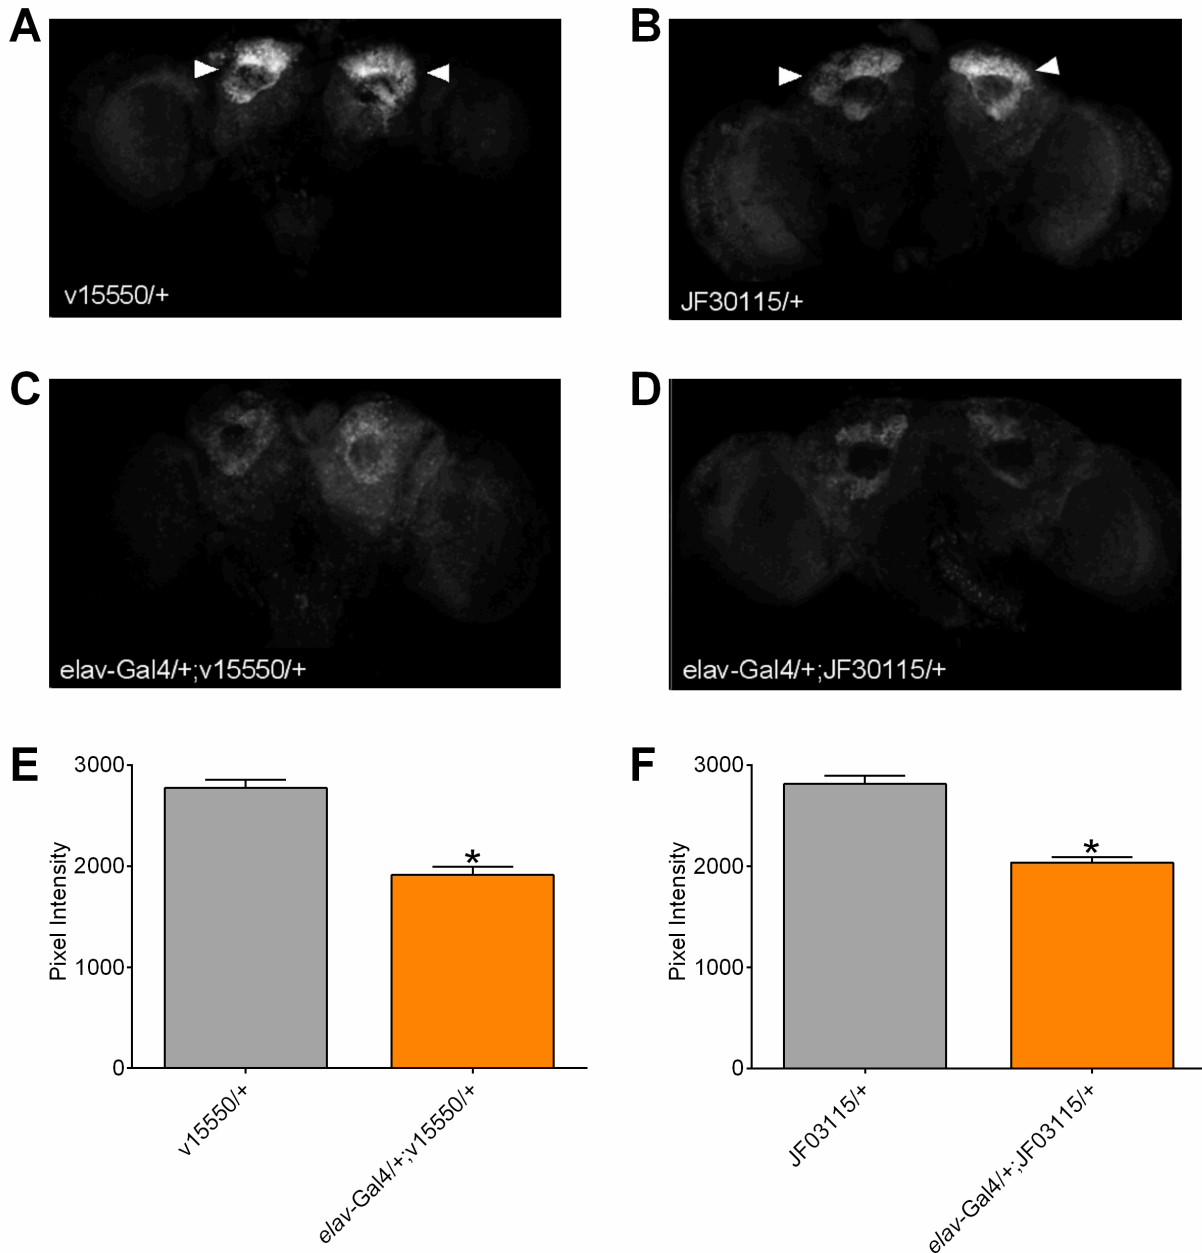 A
B
v15550/+
JF30115/+
C
D
elav-Gal4/+;v15550/+
elav-Gal4/+;JF30115/+
E
3000
2000
1000
0
Pixel Intensity
*
v15550/+
elav-Gal4/+;v15550/+
F
3000
2000
1000
0
Pixel Intensity
*
JF03115/+
elav-Gal4/+;JF03115/+